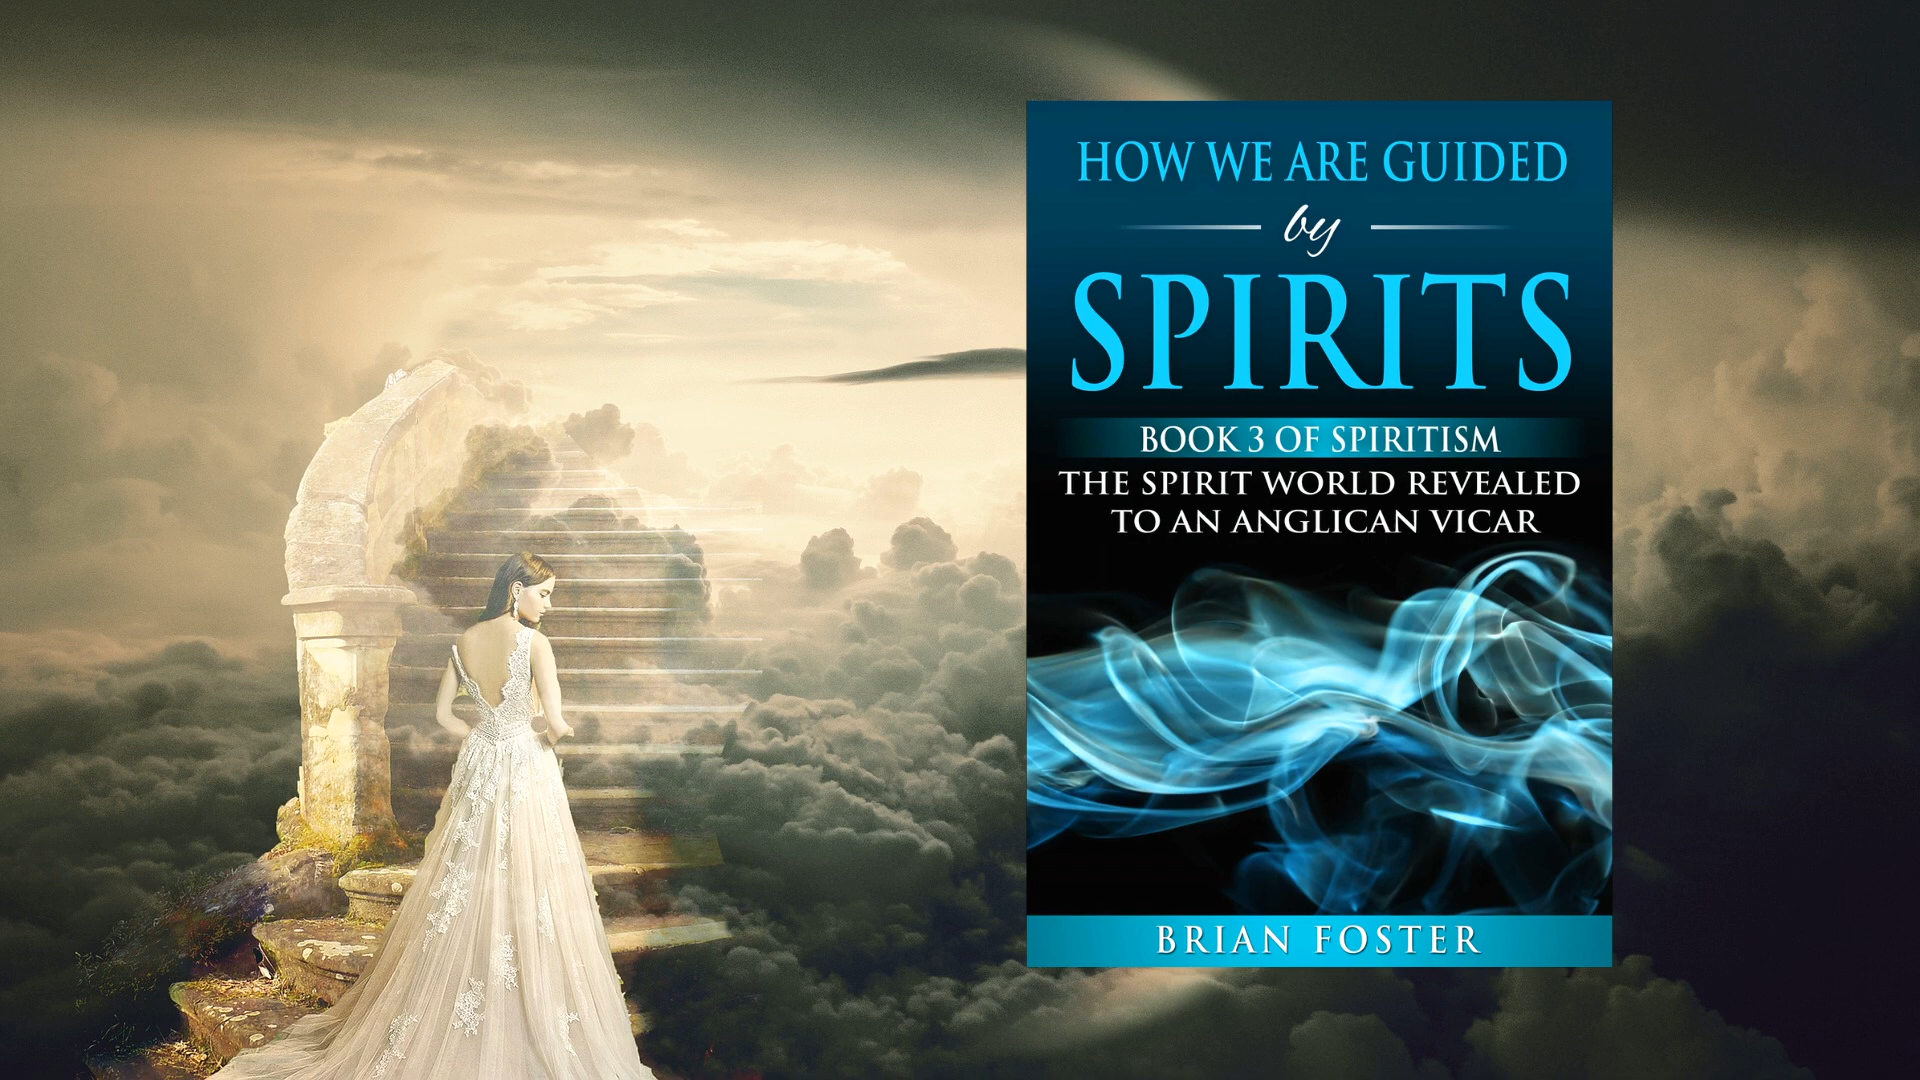 HOW WE ARE GUIDED
by
SPIRITS
BOOK 3 OF SPIRITISM
THE SPIRIT WORLD REVEALED
TO AN ANGLICAN VICAR
BRIAN FOSTER